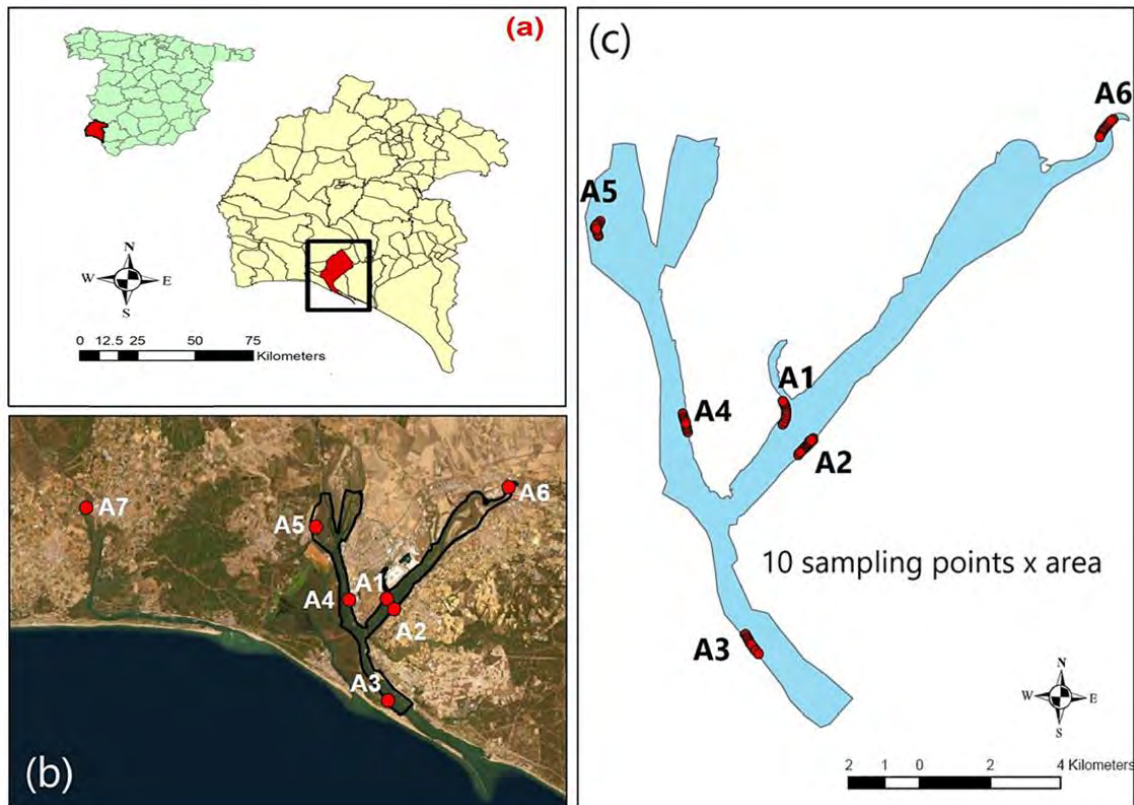 (a)
N
W E
S
0 12.5 25 50 75
Kilometers
(b)
A7
A6
A5
A1
A4
A2
A3
(c)
A6
A5
A1
A4
A2
10 sampling points x area
A3
N
W E
S
2 1 0 2 4 Kilometers